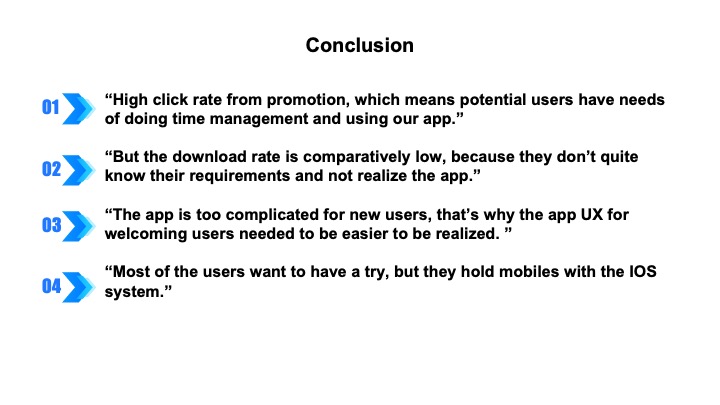 Conclusion
01
“High click rate from promotion, which means potential users have needs
of doing time management and using our app.”
02
“But the download rate is comparatively low, because they don’t quite
know their requirements and not realize the app.”
03
“The app is too complicated for new users, that’s why the app UX for
welcoming users needed to be easier to be realized. ”
04
“Most of the users want to have a try, but they hold mobiles with the IOS
system.”